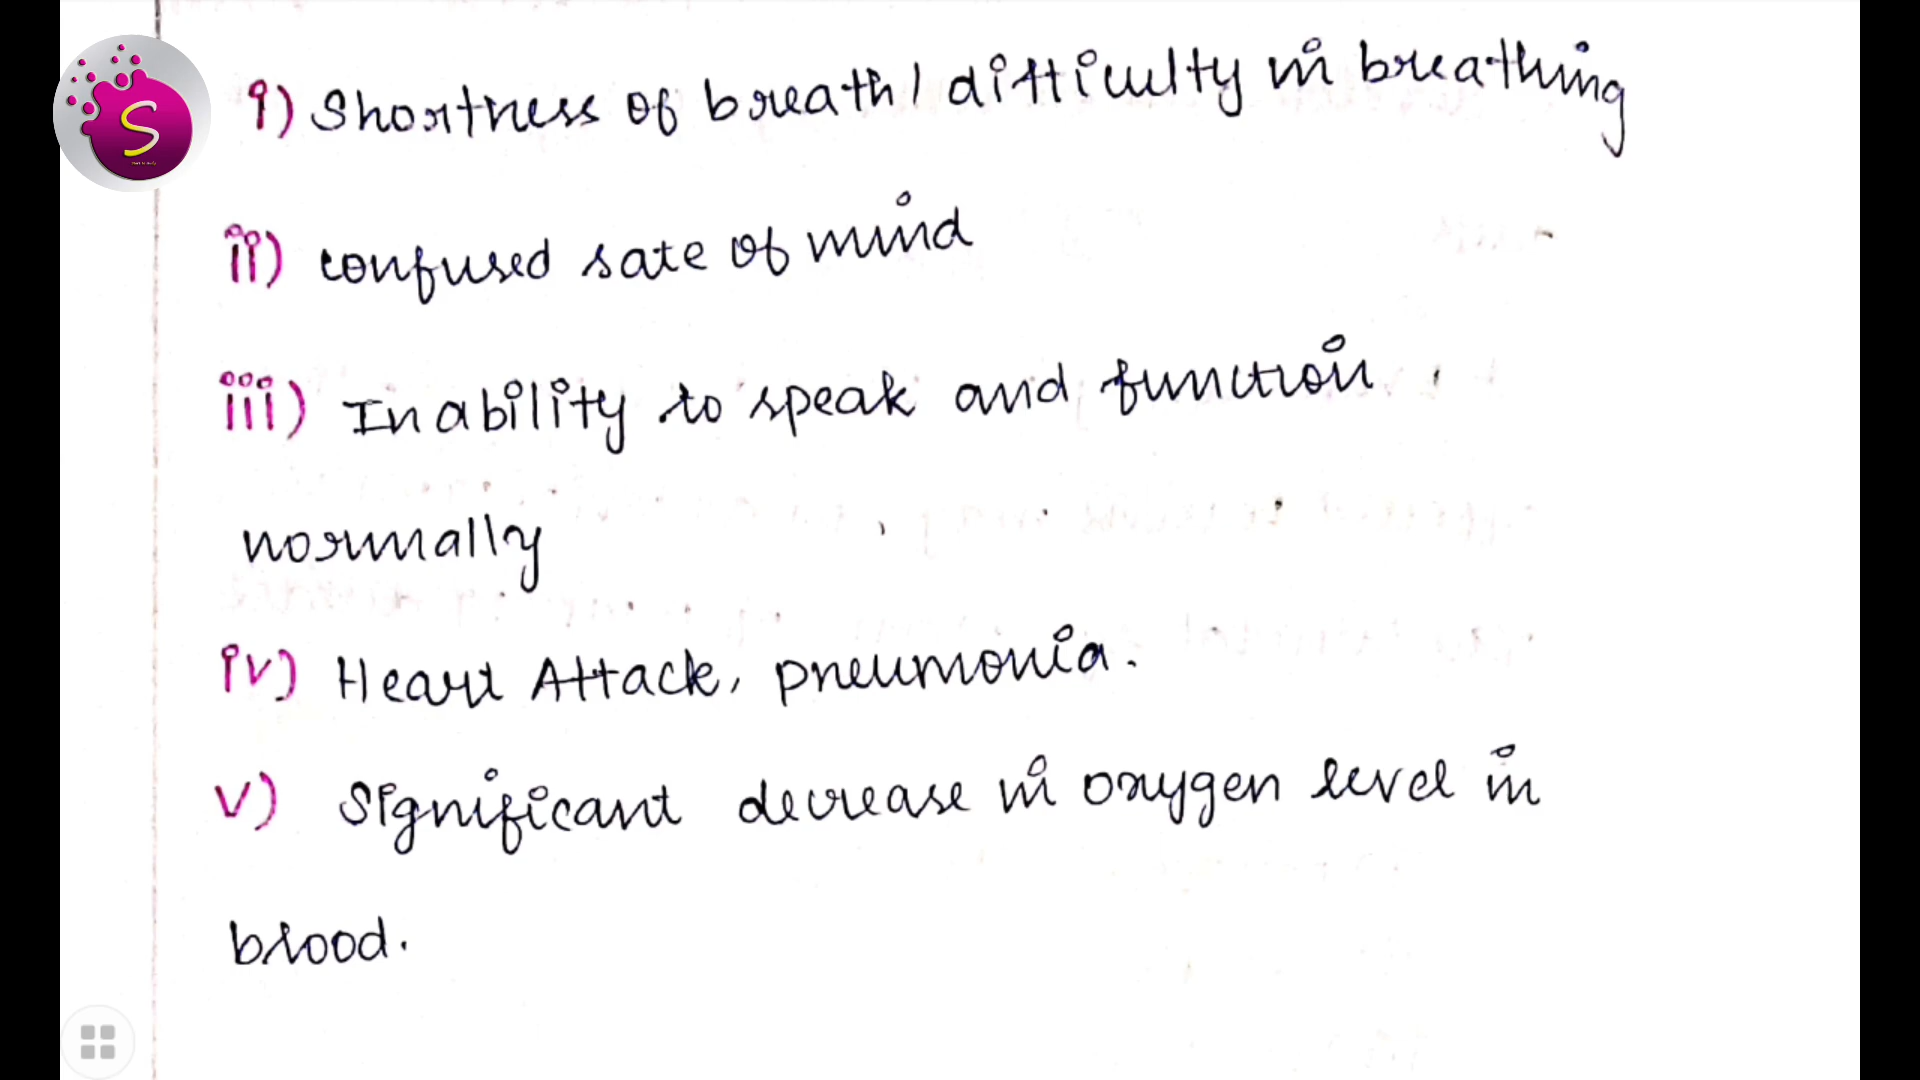 i) Shortness of breath / difficulty in breathing
ii) confused sate of mind
iii) Inability to speak and function
normally
iv) Heart Attack, pneumonia.
v) Significant decrease in oxygen level in
blood.
S